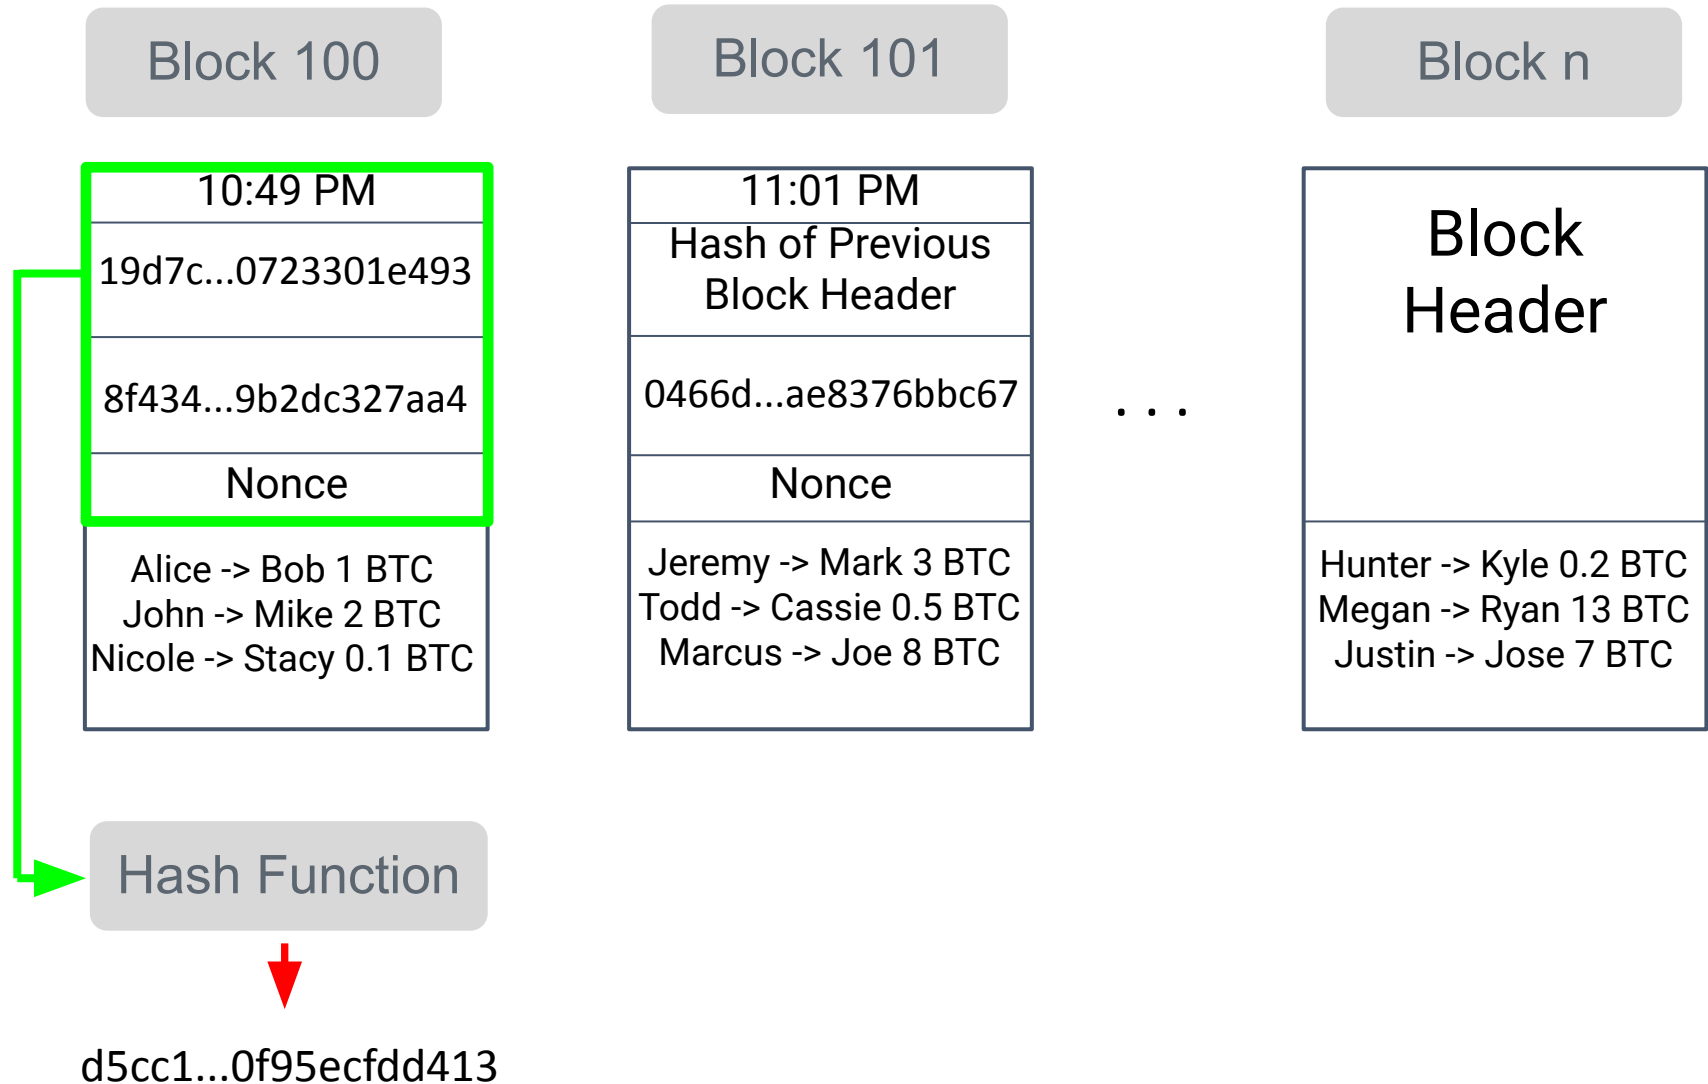 Block 100
10:49 PM
19d7c...0723301e493
8f434...9b2dc327aa4
Nonce
Alice -> Bob 1 BTC
John -> Mike 2 BTC
Nicole -> Stacy 0.1 BTC
Hash Function
d5cc1...0f95ecfdd413
Block 101
11:01 PM
Hash of Previous
Block Header
0466d...ae8376bbc67
Nonce
Jeremy -> Mark 3 BTC
Todd -> Cassie 0.5 BTC
Marcus -> Joe 8 BTC
. . .
Block n
Block
Header
Hunter -> Kyle 0.2 BTC
Megan -> Ryan 13 BTC
Justin -> Jose 7 BTC